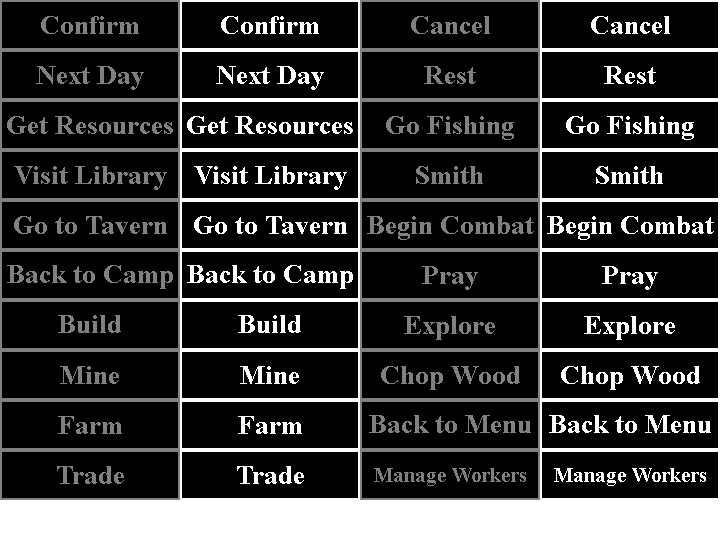 Confirm Confirm Cancel Cancel
Next Day Next Day Rest Rest
Get Resources Get Resources Go Fishing Go Fishing
Visit Library Visit Library Smith Smith
Go to Tavern Go to Tavern Begin Combat Begin Combat
Back to Camp Back to Camp Pray Pray
Build Build Explore Explore
Mine Mine Chop Wood Chop Wood
Farm Farm Back to Menu Back to Menu
Trade Trade Manage Workers Manage Workers